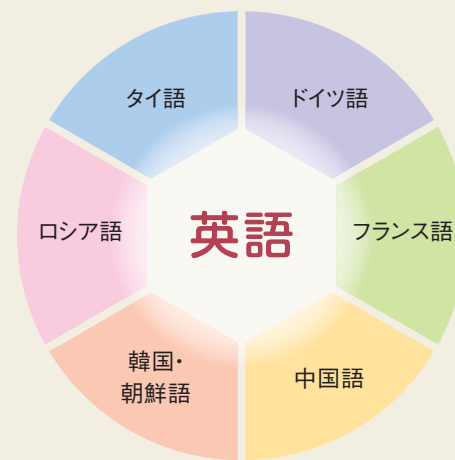 タイ語
ドイツ語
ロシア語
英語
フランス語
韓国・
朝鮮語
中国語